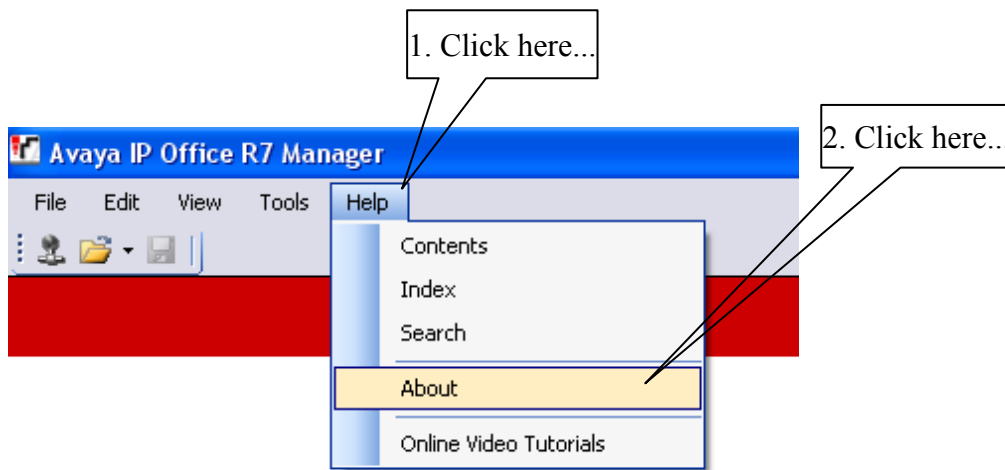 1. Click here...
2. Click here...
Avaya IP Office R7 Manager
File Edit View Tools Help
Contents
Index
Search
About
Online Video Tutorials